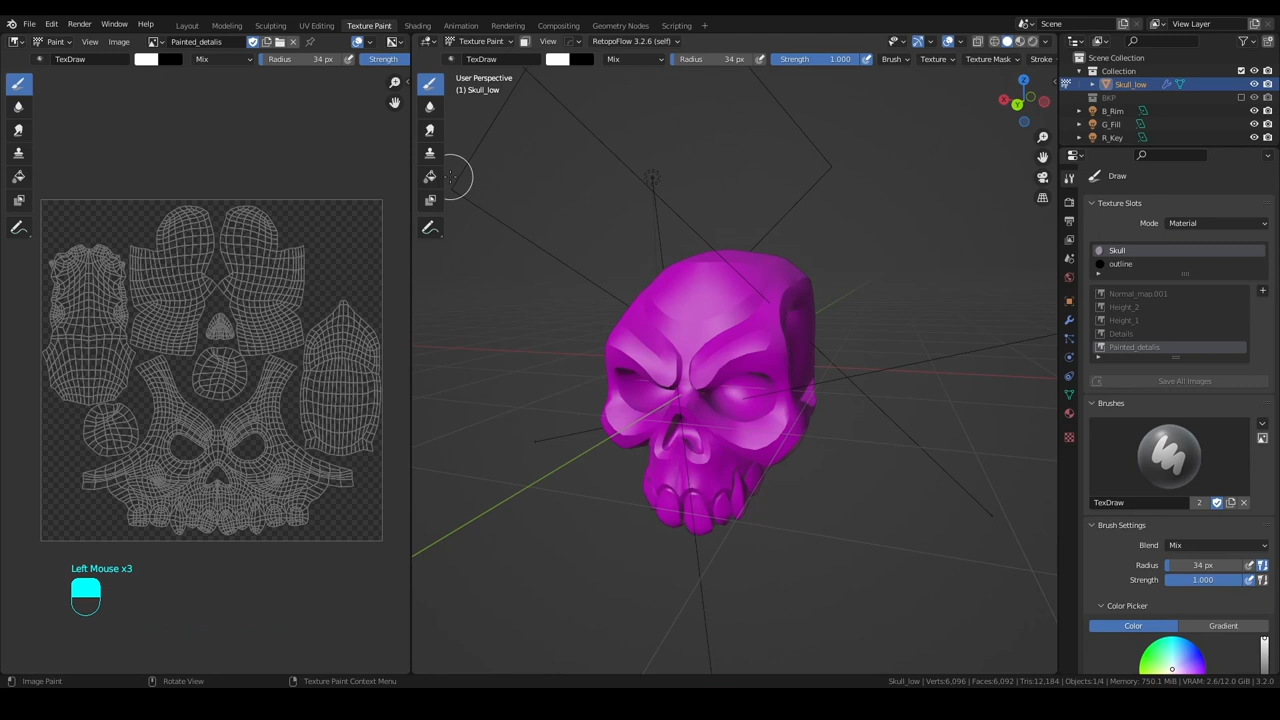 File Edit Render Window Help Layout Modeling Sculpting UV Editing Texture Paint Shading Animation Rendering Compositing Geometry Nodes Scripting + Scene View Layer
Paint View Image Painted_detalis Texture Paint View RetopoFlow 3.2.6 (self)
TexDraw Mix Radius 34 px Strength TexDraw Mix Radius 34 px Strength 1.000 Brush Texture Texture Mask Stroke
User Perspective
(1) Skull_low
Z
X
Y
Scene Collection
Collection
Skull_low
BKP
B_Rim
G_Fill
R_Key
Draw
Texture Slots
Mode Material
Skull
outline
Normal_map.001
Height_2
Height_1
Details
Painted_detalis
Save All Images
Brushes
TexDraw 2
Brush Settings
Blend Mix
Radius 34 px
Strength 1.000
Color Picker
Color Gradient
Left Mouse x3
Image Paint Rotate View Texture Paint Context Menu Skull_low | Verts:6,096 | Faces:6,092 | Tris:12,184 | Objects:1/4 | Memory: 750.1 MiB | VRAM: 2.6/12.0 GiB | 3.2.0